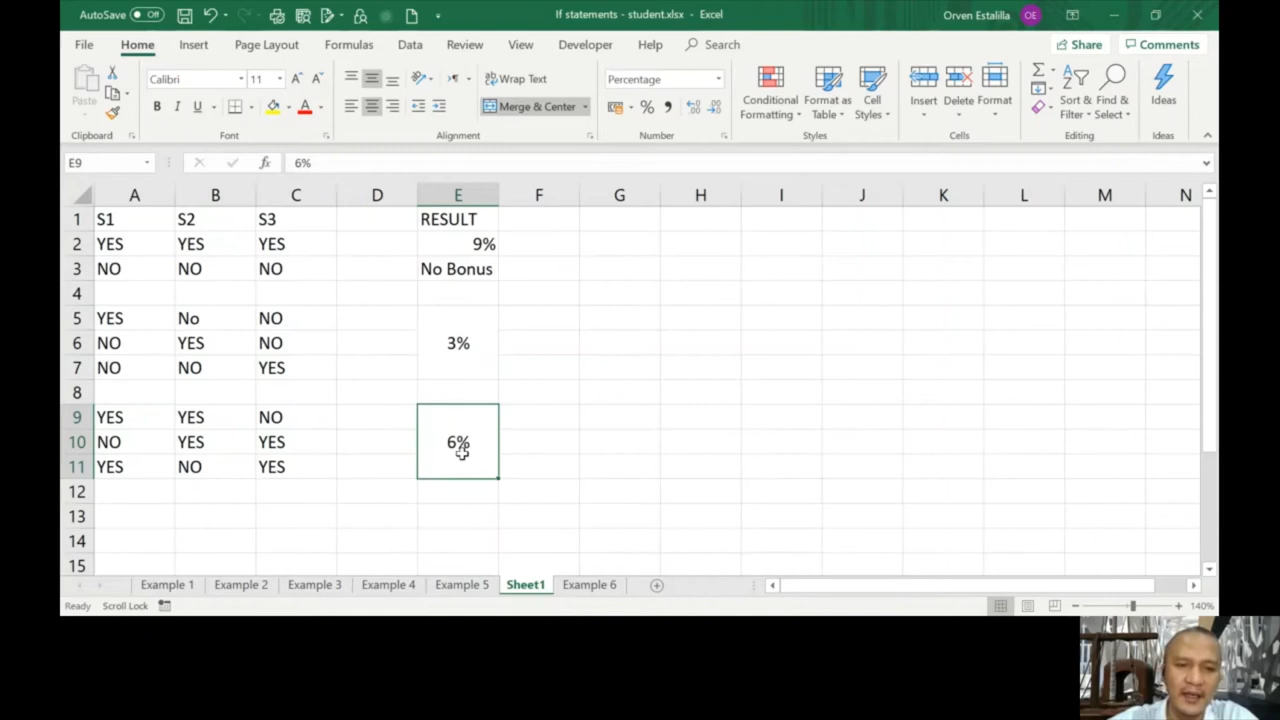 AutoSave Off If statements - student.xlsx - Excel Orven Estalilla OE
File Home Insert Page Layout Formulas Data Review View Developer Help Search Share Comments
Paste Calibri 11 A A Wrap Text Percentage Conditional Formatting Format as Table Cell Styles Insert Delete Format Sort & Filter Find & Select Ideas
B I U A Merge & Center % 
Clipboard Font Alignment Number Styles Cells Editing Ideas
E9 fx 6%
A B C D E F G H I J K L M N
1 S1 S2 S3 RESULT
2 YES YES YES 9%
3 NO NO NO No Bonus
4
5 YES No NO
6 NO YES NO 3%
7 NO NO YES
8
9 YES YES NO
10 NO YES YES 6%
11 YES NO YES
12
13
14
15
Example 1 Example 2 Example 3 Example 4 Example 5 Sheet1 Example 6
Ready Scroll Lock 140%